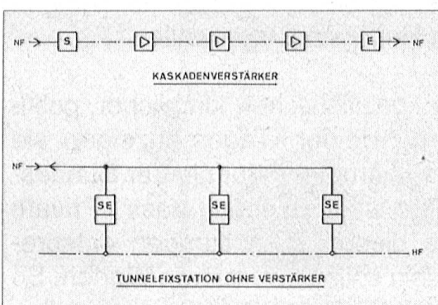 NF S E NF
KASKADENVERSTÄRKER
NF
SE SE SE
HF
TUNNELFIXSTATION OHNE VERSTÄRKER